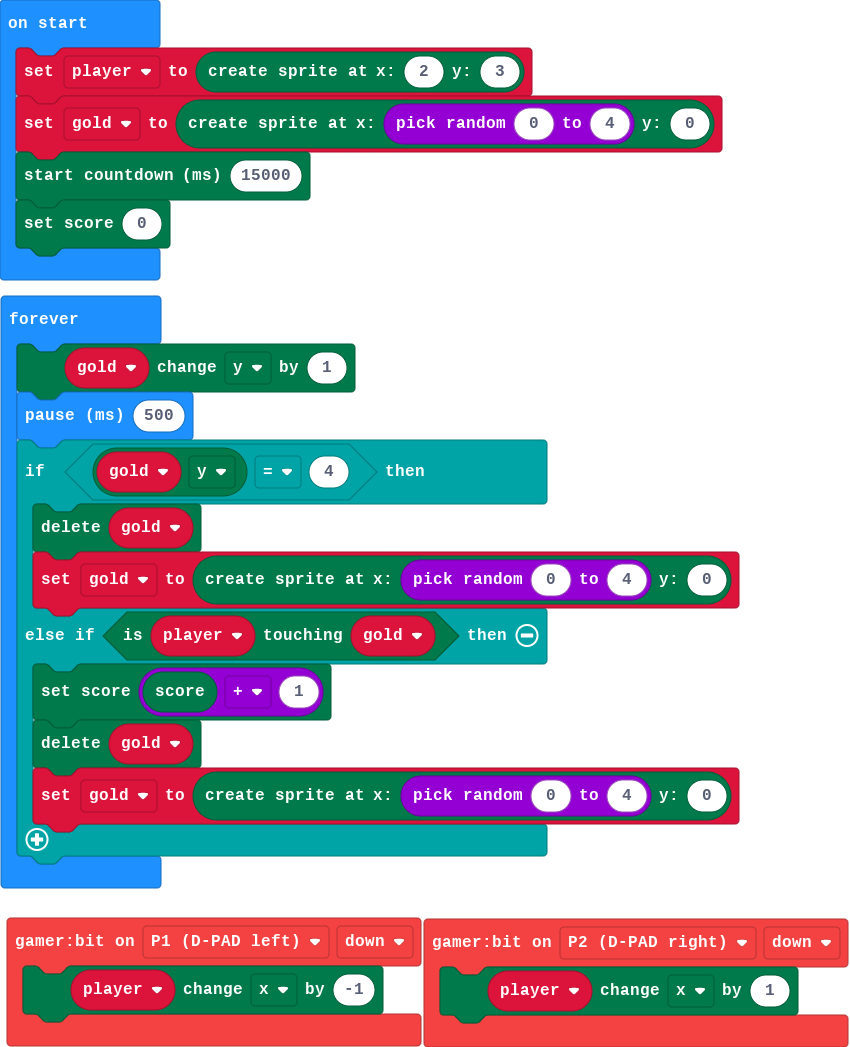 on start
set player to create sprite at x: 2 y: 3
set gold to create sprite at x: pick random 0 to 4 y: 0
start countdown (ms) 15000
set score 0
forever
gold change y by 1
pause (ms) 500
if gold y = 4 then
delete gold
set gold to create sprite at x: pick random 0 to 4 y: 0
else if is player touching gold then
set score score + 1
delete gold
set gold to create sprite at x: pick random 0 to 4 y: 0
gamer:bit on P1 (D-PAD left) down
player change x by -1
gamer:bit on P2 (D-PAD right) down
player change x by 1